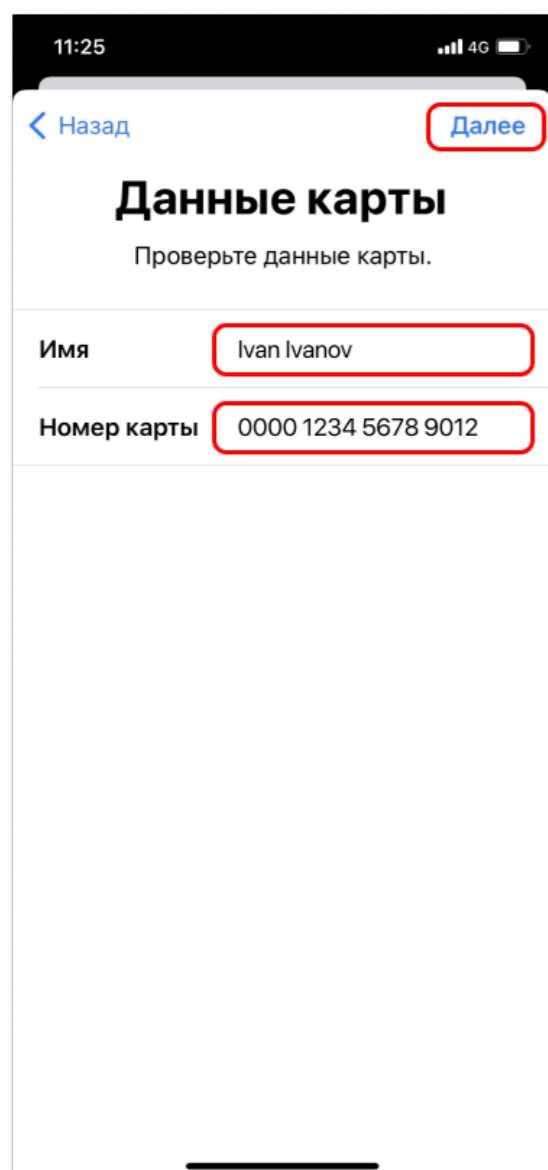 11:25 4G
Назад Далее
Данные карты
Проверьте данные карты.
Имя Ivan Ivanov
Номер карты 0000 1234 5678 9012